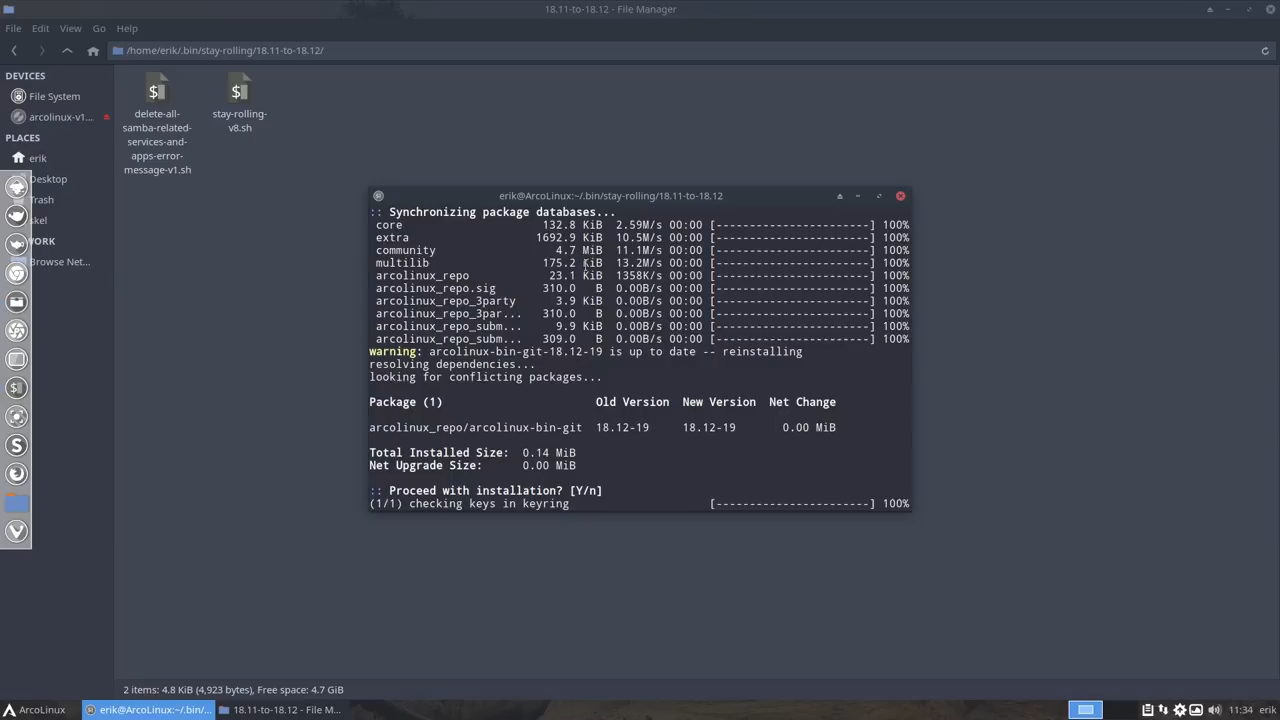 18.11-to-18.12 - File Manager
File Edit View Go Help
/home/erik/.bin/stay-rolling/18.11-to-18.12/
DEVICES
File System
arcolinux-v1...
PLACES
erik
Desktop
Trash
skel
WORK
Browse Net...
delete-all-
samba-related-
services-and-
apps-error-
message-v1.sh
stay-rolling-
v8.sh
erik@ArcoLinux:~/.bin/stay-rolling/18.11-to-18.12
:: Synchronizing package databases...
core 132.8 KiB 2.59M/s 00:00 [----------------------] 100%
extra 1692.9 KiB 10.5M/s 00:00 [----------------------] 100%
community 4.7 MiB 11.1M/s 00:00 [----------------------] 100%
multilib 175.2 KiB 13.2M/s 00:00 [----------------------] 100%
arcolinux_repo 23.1 KiB 1358K/s 00:00 [----------------------] 100%
arcolinux_repo.sig 310.0 B 0.00B/s 00:00 [----------------------] 100%
arcolinux_repo_3party 3.9 KiB 0.00B/s 00:00 [----------------------] 100%
arcolinux_repo_3par... 310.0 B 0.00B/s 00:00 [----------------------] 100%
arcolinux_repo_subm... 9.9 KiB 0.00B/s 00:00 [----------------------] 100%
arcolinux_repo_subm... 309.0 B 0.00B/s 00:00 [----------------------] 100%
warning: arcolinux-bin-git-18.12-19 is up to date -- reinstalling
resolving dependencies...
looking for conflicting packages...
Package (1) Old Version New Version Net Change
arcolinux_repo/arcolinux-bin-git 18.12-19 18.12-19 0.00 MiB
Total Installed Size: 0.14 MiB
Net Upgrade Size: 0.00 MiB
:: Proceed with installation? [Y/n]
(1/1) checking keys in keyring [----------------------] 100%
2 items: 4.8 KiB (4,923 bytes), Free space: 4.7 GiB
ArcoLinux erik@ArcoLinux:~/.bin/... 18.11-to-18.12 - File M... 11:34 erik